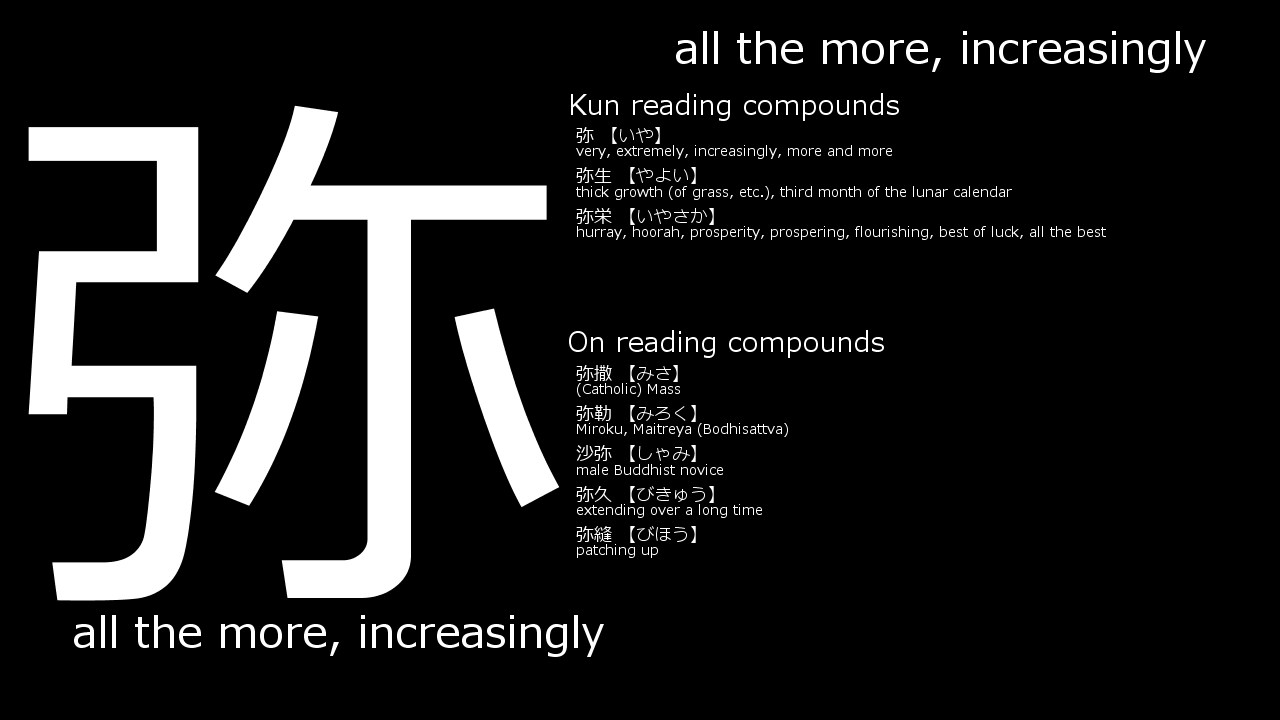 弥
all the more, increasingly
all the more, increasingly
Kun reading compounds
弥 【いや】
very, extremely, increasingly, more and more
弥生 【やよい】
thick growth (of grass, etc.), third month of the lunar calendar
弥栄 【いやさか】
hurray, hoorah, prosperity, prospering, flourishing, best of luck, all the best
On reading compounds
弥撒 【みさ】
(Catholic) Mass
弥勒 【みろく】
Miroku, Maitreya (Bodhisattva)
沙弥 【しゃみ】
male Buddhist novice
弥久 【びきゅう】
extending over a long time
弥縫 【びほう】
patching up